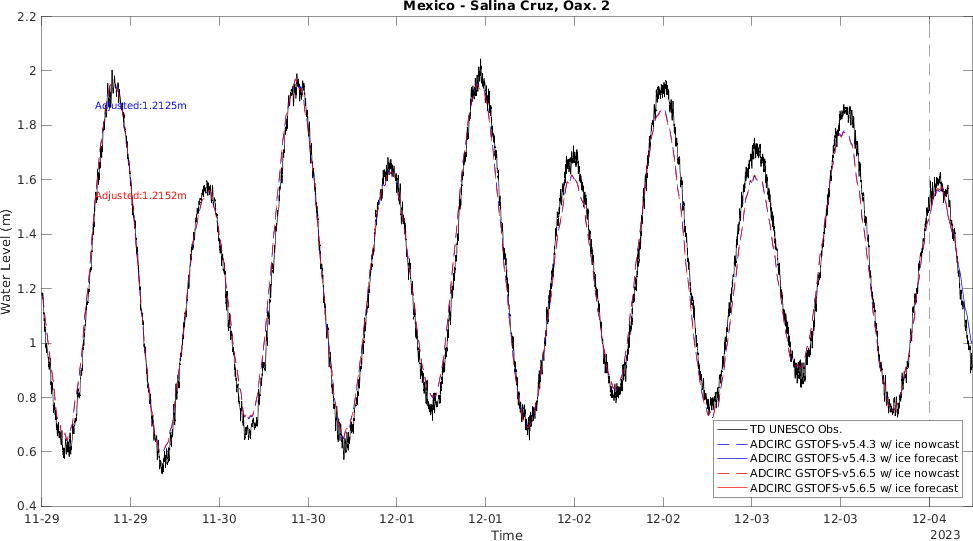 Mexico - Salina Cruz, Oax. 2
2.2
2
1.8
1.6
1.4
1.2
1
0.8
0.6
0.4
Water Level (m)
Adjusted:1.2125m
Adjusted:1.2152m
TD UNESCO Obs.
ADCIRC GSTOFS-v5.4.3 w/ ice nowcast
ADCIRC GSTOFS-v5.4.3 w/ ice forecast
ADCIRC GSTOFS-v5.6.5 w/ ice nowcast
ADCIRC GSTOFS-v5.6.5 w/ ice forecast
11-29 11-29 11-30 11-30 12-01 12-01 12-02 12-02 12-03 12-03 12-04
Time
2023